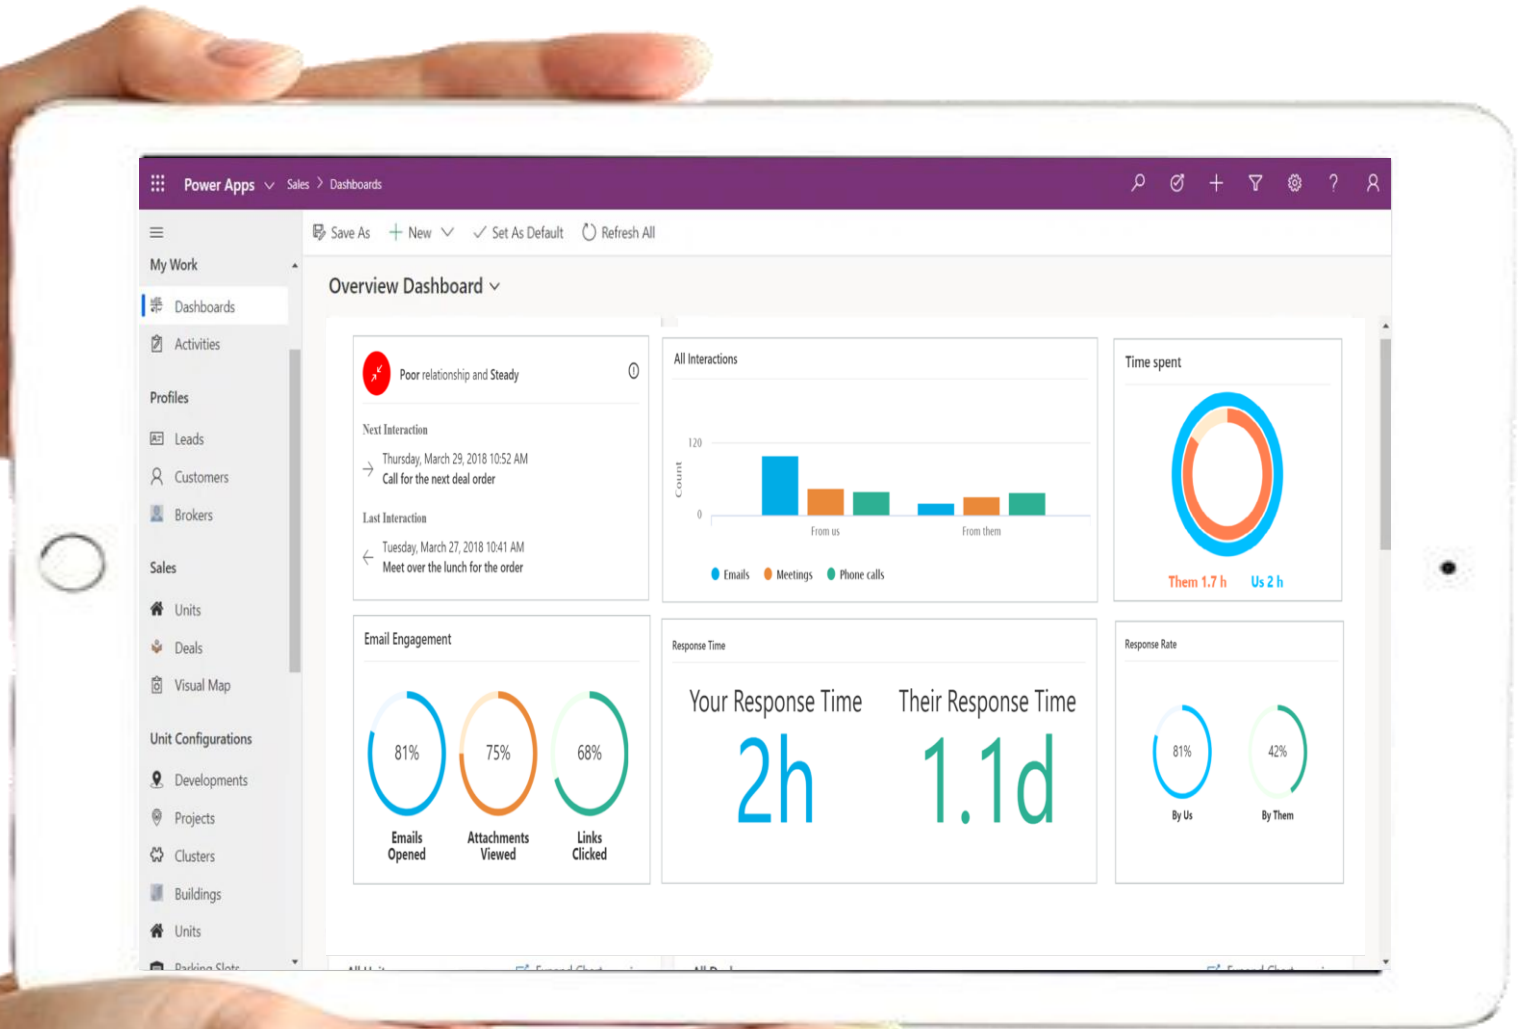 Power Apps Sales > Dashboards ?
Save As + New Set As Default Refresh All
My Work
Dashboards
Activities
Profiles
Leads
Customers
Brokers
Sales
Units
Deals
Visual Map
Unit Configurations
Developments
Projects
Clusters
Buildings
Units
Parking Slots
Overview Dashboard
Poor relationship and Steady
Next Interaction
Thursday, March 29, 2018 10:52 AM
Call for the next deal order
Last Interaction
Tuesday, March 27, 2018 10:41 AM
Meet over the lunch for the order
All Interactions
120
Count
0
From us From them
Emails Meetings Phone calls
Time spent
Them 1.7 h Us 2 h
Email Engagement
81% 75% 68%
Emails Opened
Attachments Viewed
Links Clicked
Response Time
Your Response Time Their Response Time
2h 1.1d
Response Rate
81% 42%
By Us By Them
Expand Chart
Expand Chart